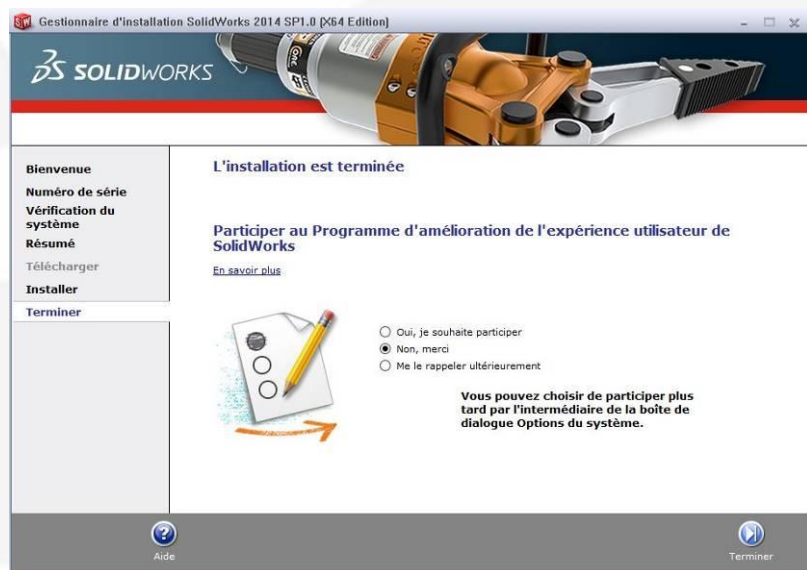 Gestionnaire d'installation SolidWorks 2014 SP1.0 (X64 Edition)
SOLIDWORKS
Bienvenue
Numéro de série
Vérification du
système
Résumé
Télécharger
Installer
Terminer
L'installation est terminée
Participer au Programme d'amélioration de l'expérience utilisateur de
SolidWorks
En savoir plus
Oui, je souhaite participer
Non, merci
Me le rappeler ultérieurement
Vous pouvez choisir de participer plus
tard par l'intermédiaire de la boîte de
dialogue Options du système.
Aide
Terminer